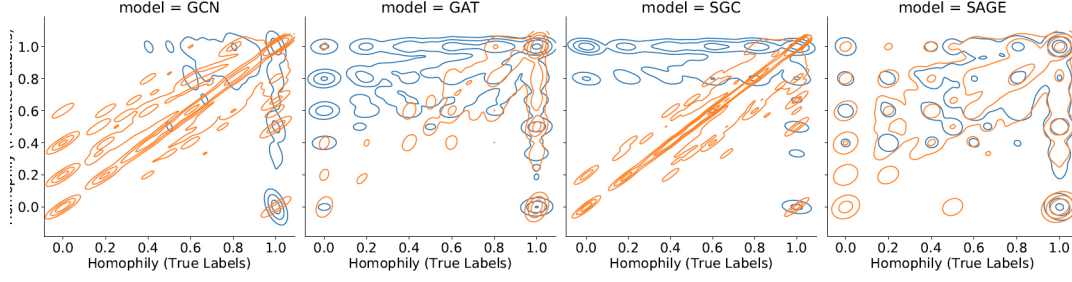 model = GCN
model = GAT
model = SGC
model = SAGE
1.0
0.8
0.6
0.4
0.2
0.0
0.0 0.2 0.4 0.6 0.8 1.0
0.0 0.2 0.4 0.6 0.8 1.0
0.0 0.2 0.4 0.6 0.8 1.0
0.0 0.2 0.4 0.6 0.8 1.0
Homophily (True Labels)
Homophily (True Labels)
Homophily (True Labels)
Homophily (True Labels)